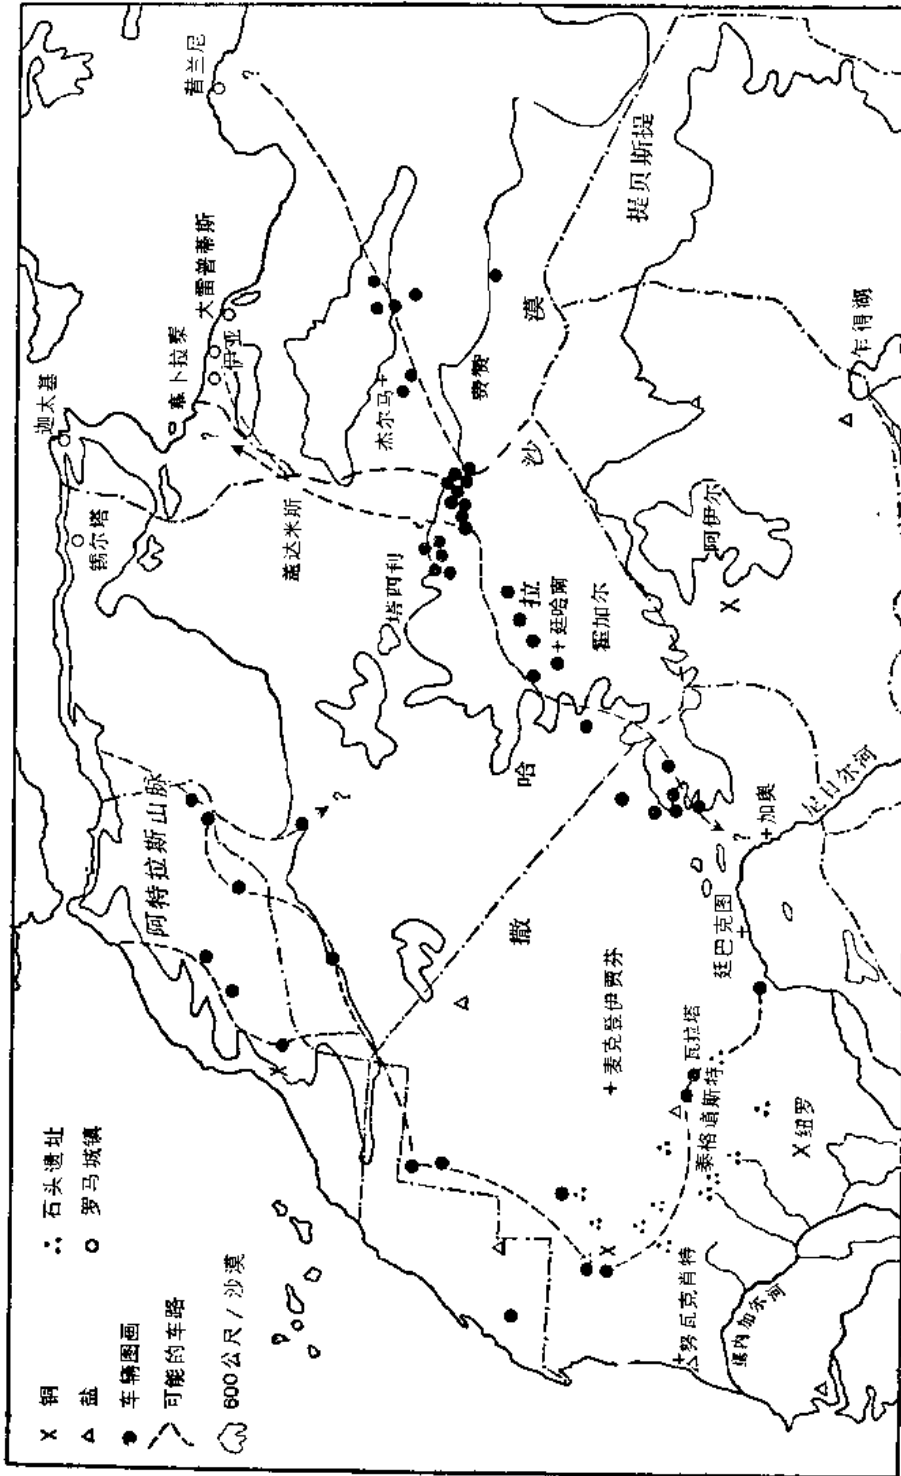 X 铜
△ 盐
● 车辆图画
可能的车路
600公尺/沙漠
石头遗址
罗马城镇
阿特拉斯山脉
锡尔塔
迦太基
塞卜拉泰
伊亚
大雷普蒂斯
昔兰尼
?
?
盖达米斯
杰尔马
费赞
塔西利
?
撒
哈
拉
沙
漠
廷哈南
霍加尔
提贝斯提
阿伊尔
乍得湖
麦克登伊贾芬
廷巴克图
?
加奥
尼日尔河
瓦拉塔
泰格道斯特
纽罗
努瓦克肖特
塞内加尔河